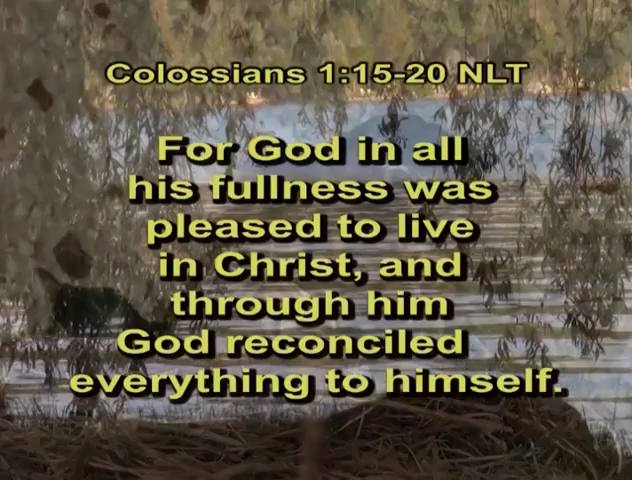 Colossians 1:15-20 NLT
For God in all
his fullness was
pleased to live
in Christ, and
through him
God reconciled
everything to himself.